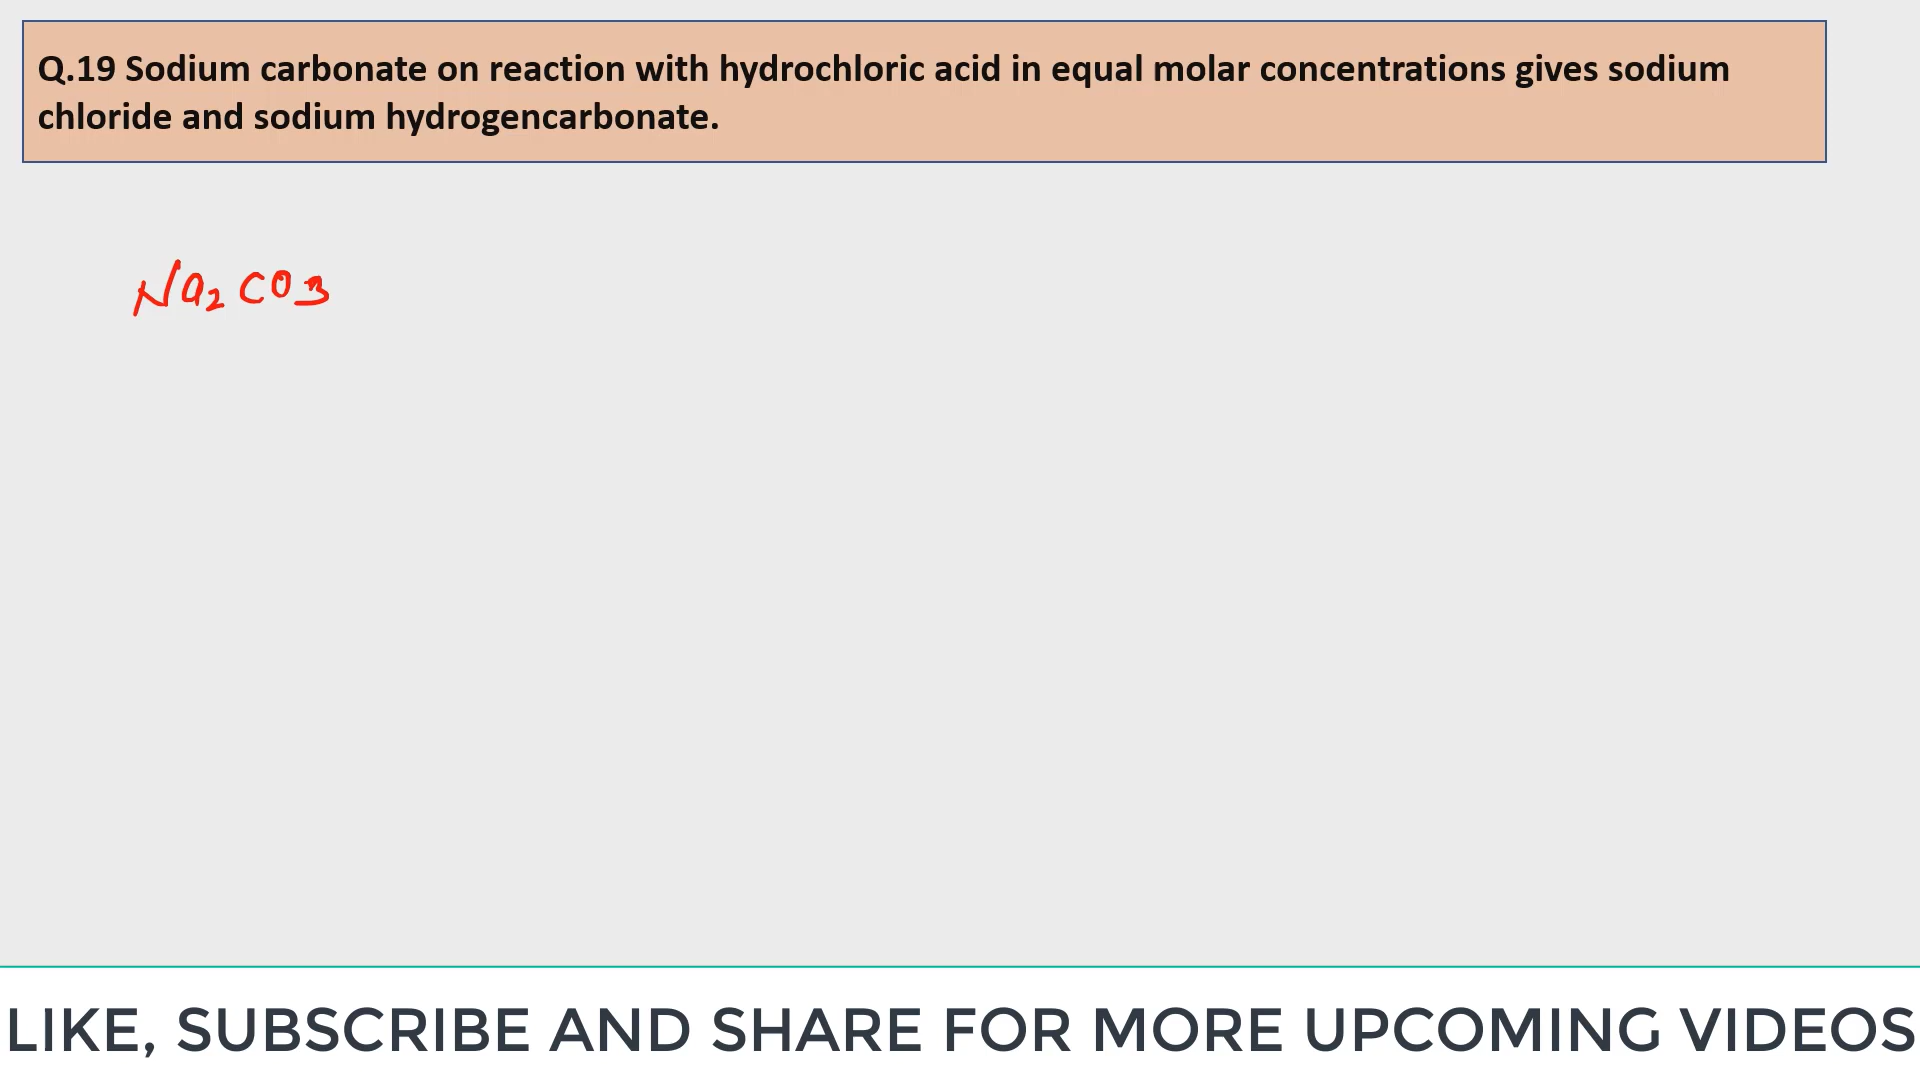 Q.19 Sodium carbonate on reaction with hydrochloric acid in equal molar concentrations gives sodium
chloride and sodium hydrogencarbonate.
Na₂CO₃
LIKE, SUBSCRIBE AND SHARE FOR MORE UPCOMING VIDEOS